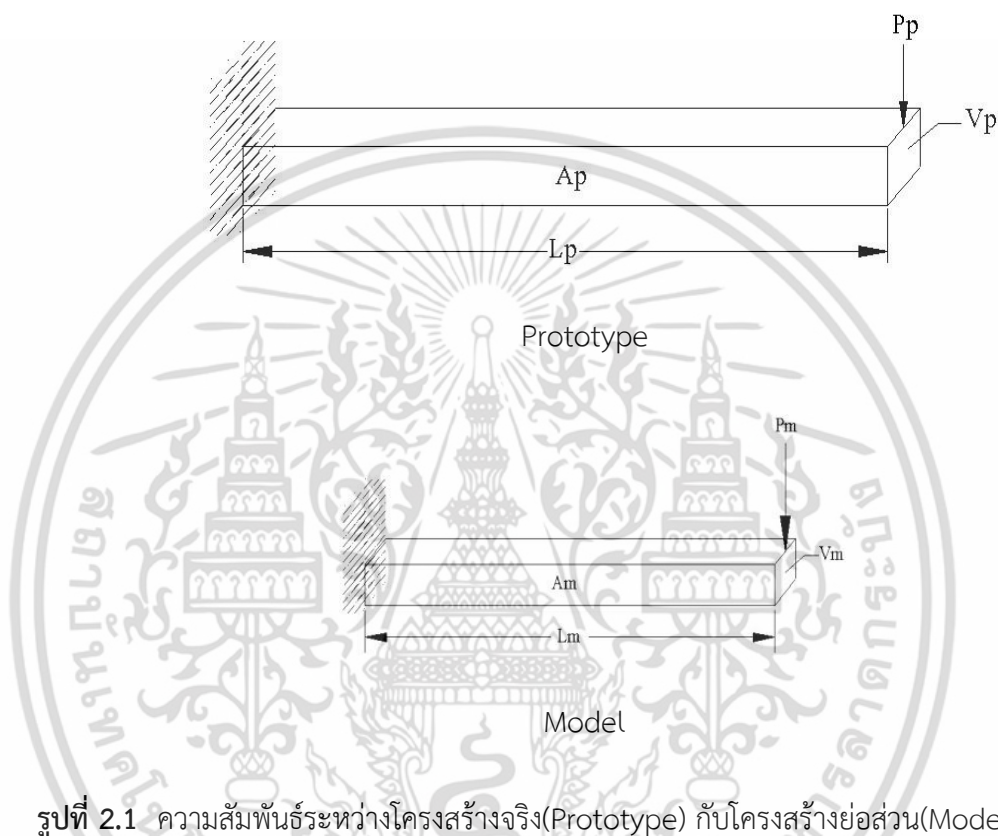 Pp
Vp
Ap
Lp
Prototype
Pm
Vm
Am
Lm
Model
รูปที่ 2.1 ความสัมพันธ์ระหว่างโครงสร้างจริง(Prototype) กับโครงสร้างย่อส่วน(Mode